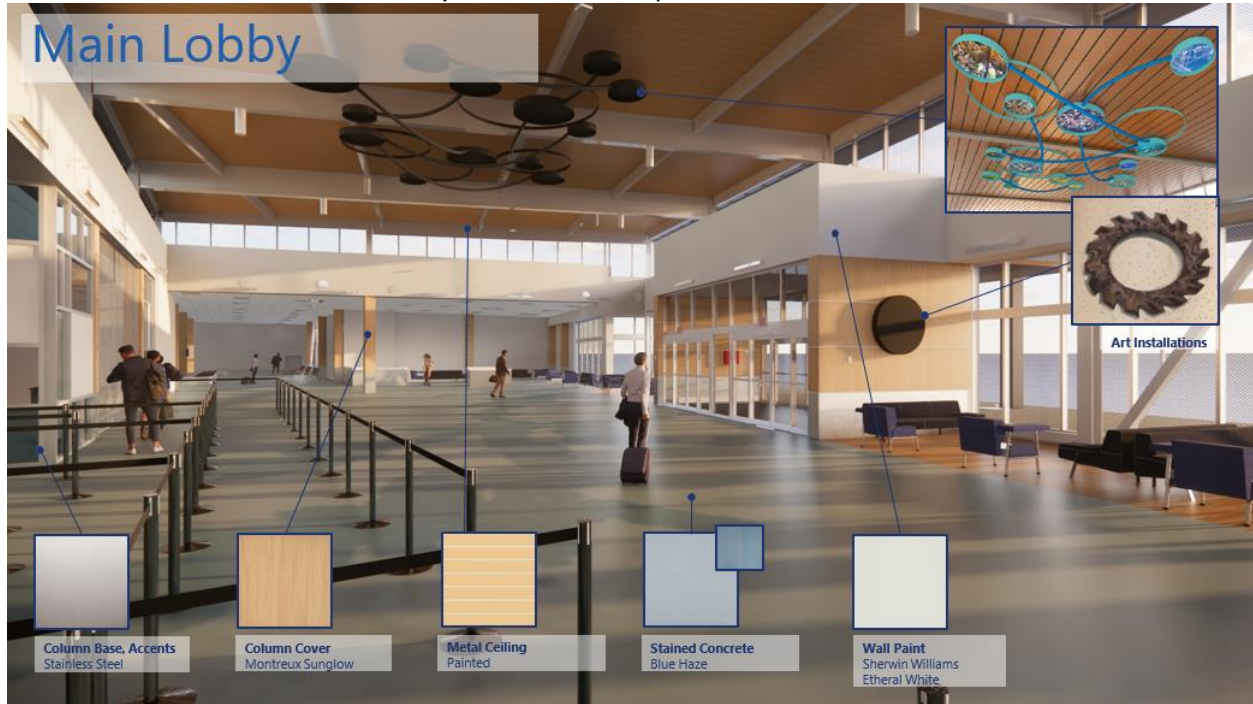 Main Lobby
Art Installations
Column Base, Accents
Stainless Steel
Column Cover
Montreux Sunglow
Metal Ceiling
Painted
Stained Concrete
Blue Haze
Wall Paint
Sherwin Williams
Etheral White